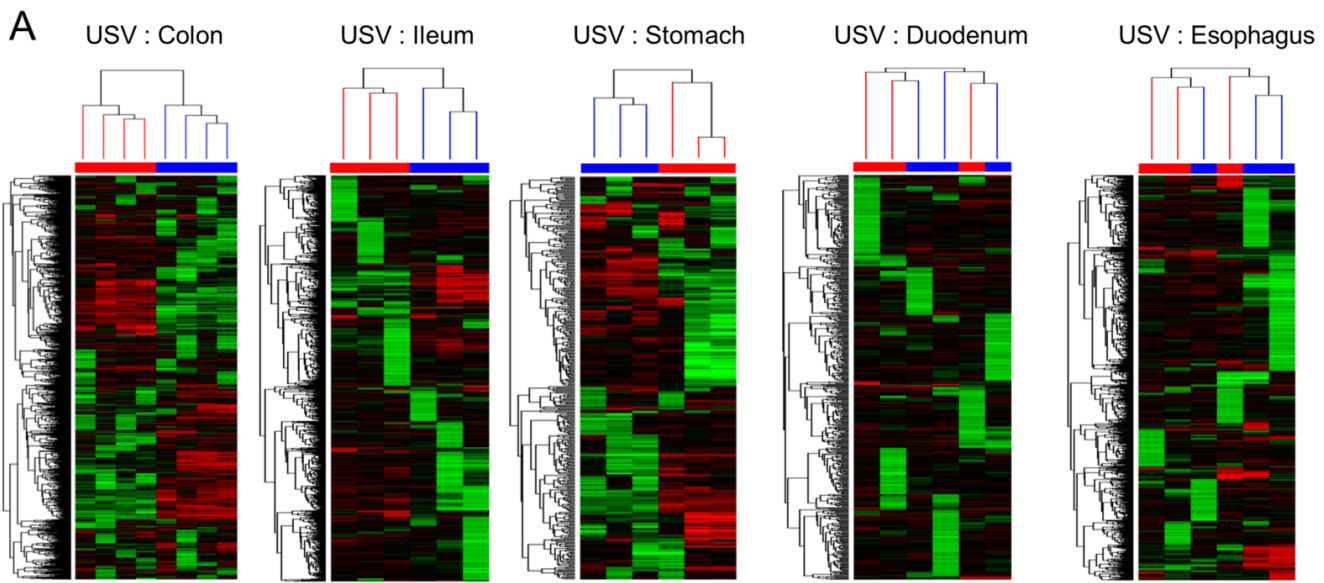 A
USV : Colon
USV : Ileum
USV : Stomach
USV : Duodenum
USV : Esophagus